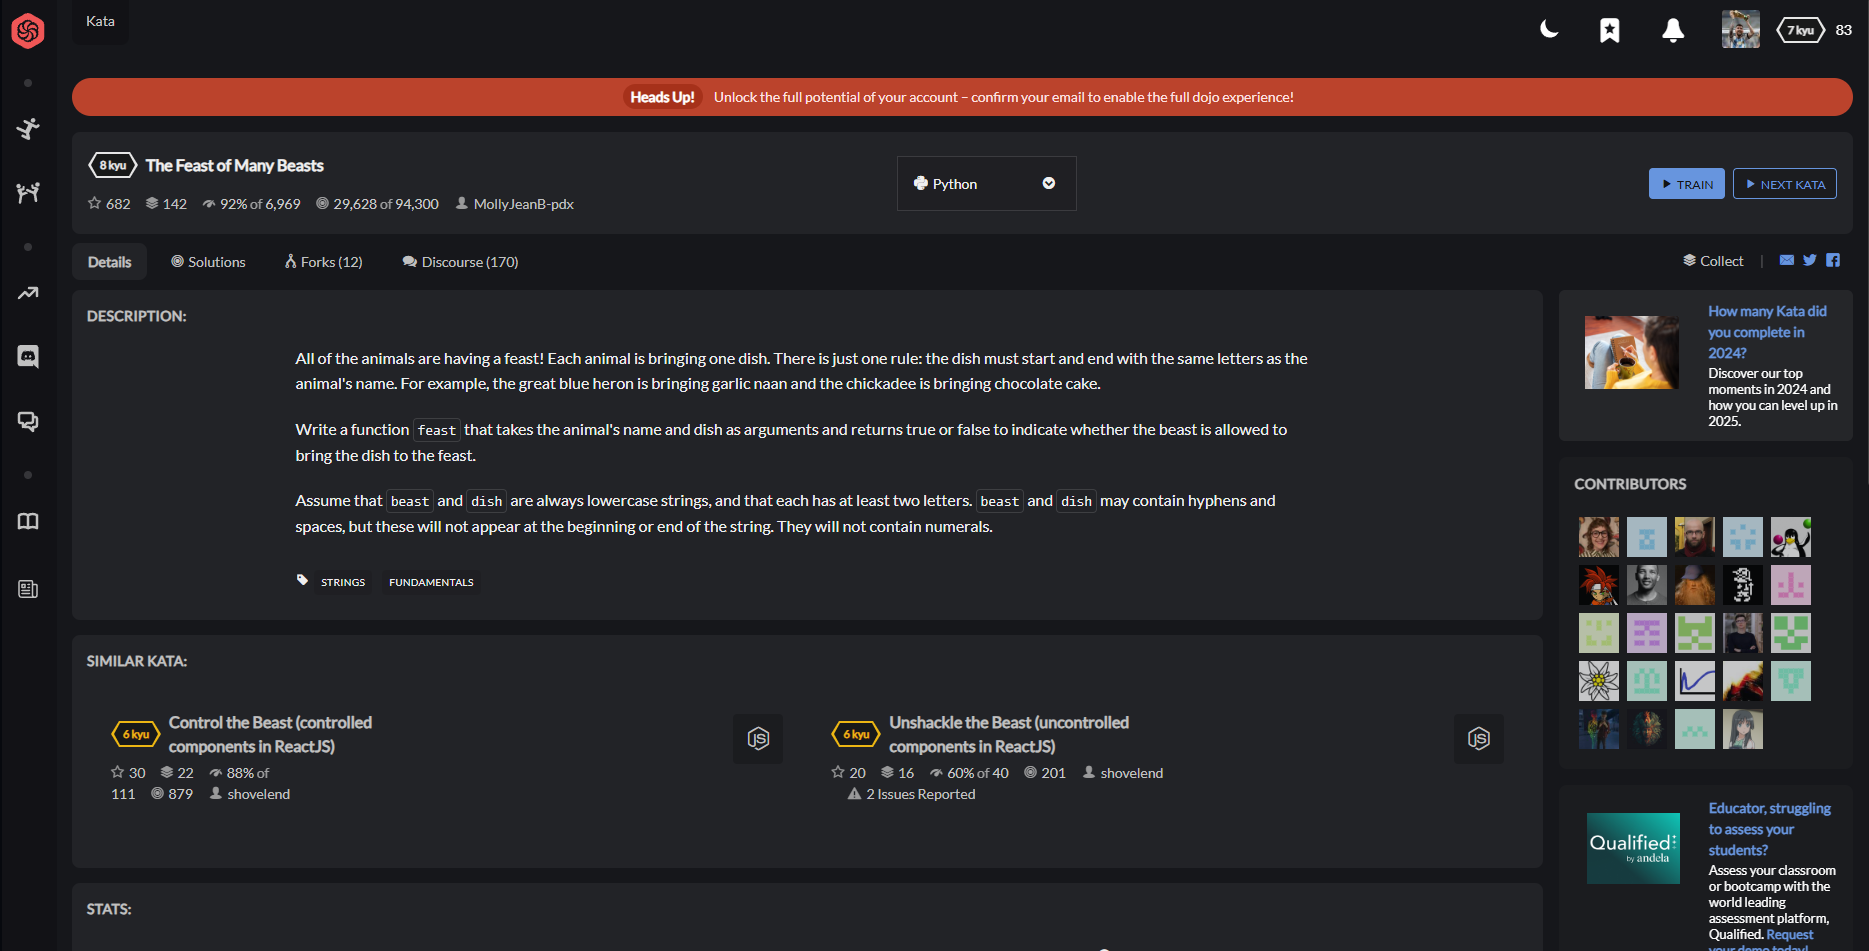 Kata
7 kyu 83
Heads Up! Unlock the full potential of your account – confirm your email to enable the full dojo experience!
8 kyu The Feast of Many Beasts
682 142 92% of 6,969 29,628 of 94,300 MollyJeanB-pdx
Python
TRAIN NEXT KATA
Details Solutions Forks (12) Discourse (170)
Collect |
DESCRIPTION:
All of the animals are having a feast! Each animal is bringing one dish. There is just one rule: the dish must start and end with the same letters as the
animal's name. For example, the great blue heron is bringing garlic naan and the chickadee is bringing chocolate cake.
Write a function feast that takes the animal's name and dish as arguments and returns true or false to indicate whether the beast is allowed to
bring the dish to the feast.
Assume that beast and dish are always lowercase strings, and that each has at least two letters. beast and dish may contain hyphens and
spaces, but these will not appear at the beginning or end of the string. They will not contain numerals.
STRINGS FUNDAMENTALS
SIMILAR KATA:
6 kyu Control the Beast (controlled
components in ReactJS)
30 22 88% of
111 879 shovelend
JS
6 kyu Unshackle the Beast (uncontrolled
components in ReactJS)
20 16 60% of 40 201 shovelend
2 Issues Reported
JS
STATS:
How many Kata did
you complete in
2024?
Discover our top
moments in 2024 and
how you can level up in
2025.
CONTRIBUTORS
Qualified
by andela
Educator, struggling
to assess your
students?
Assess your classroom
or bootcamp with the
world leading
assessment platform,
Qualified. Request
your demo today!